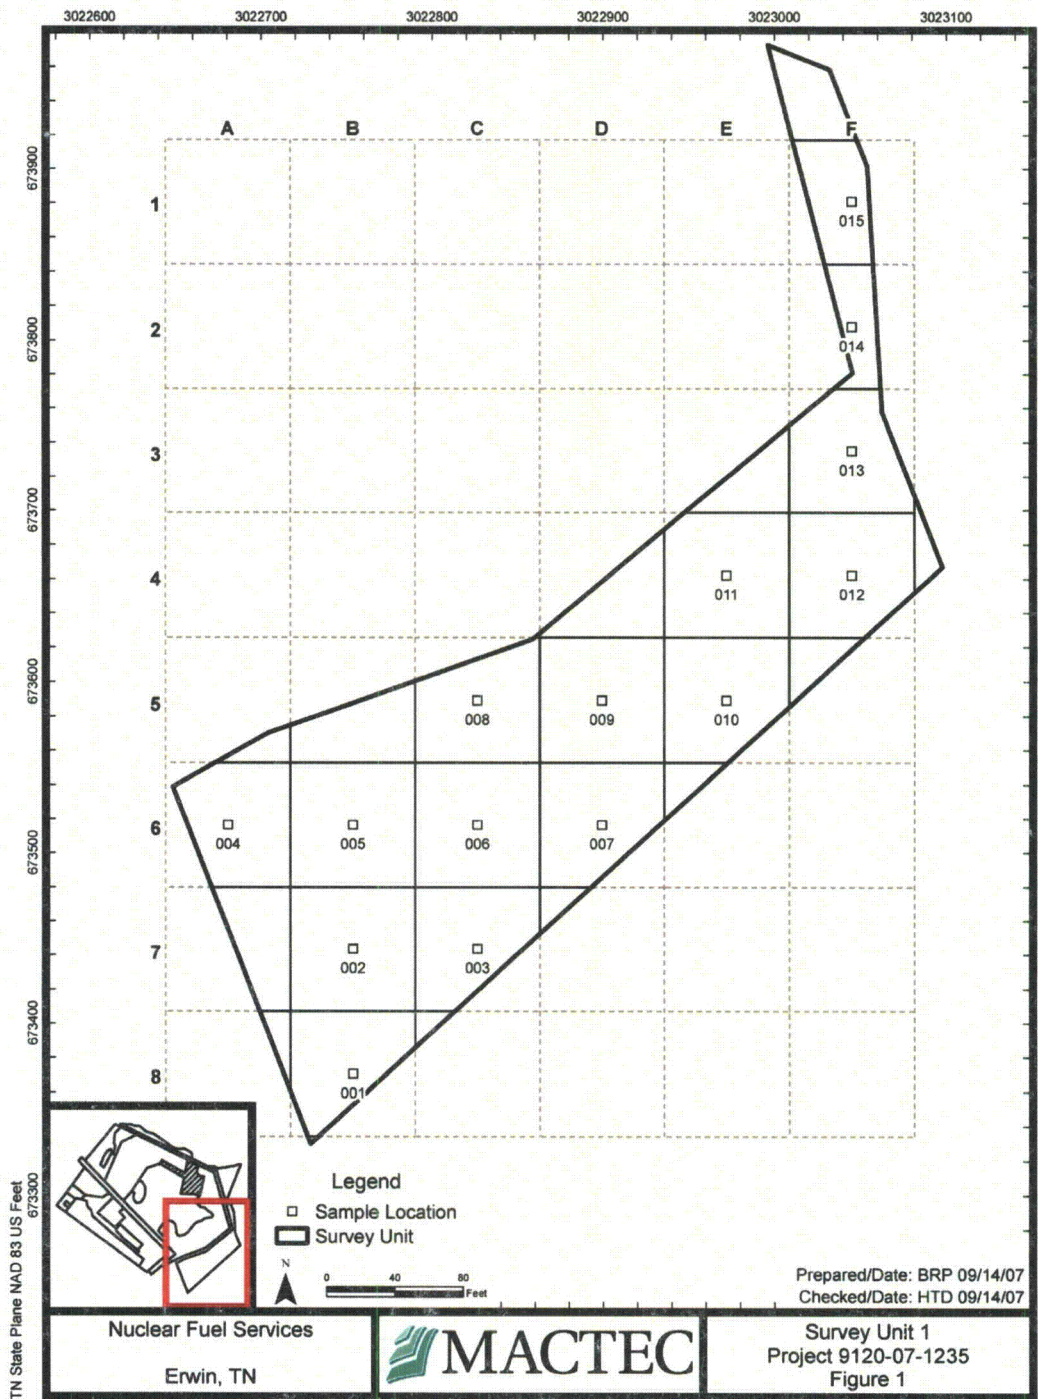 3022600 3022700 3022800 3022900 3023000 3023100
A B C D E F
673900
1
015
673800
2
014
3
013
673700
4
011 012
673600
5
008 009 010
6
004 005 006 007
673500
7
002 003
673400
8
001
673300
TN State Plane NAD 83 US Feet
Legend
Sample Location
Survey Unit
N
0 40 80
Feet
Prepared/Date: BRP 09/14/07
Checked/Date: HTD 09/14/07
Nuclear Fuel Services
Erwin, TN
MACTEC
Survey Unit 1
Project 9120-07-1235
Figure 1